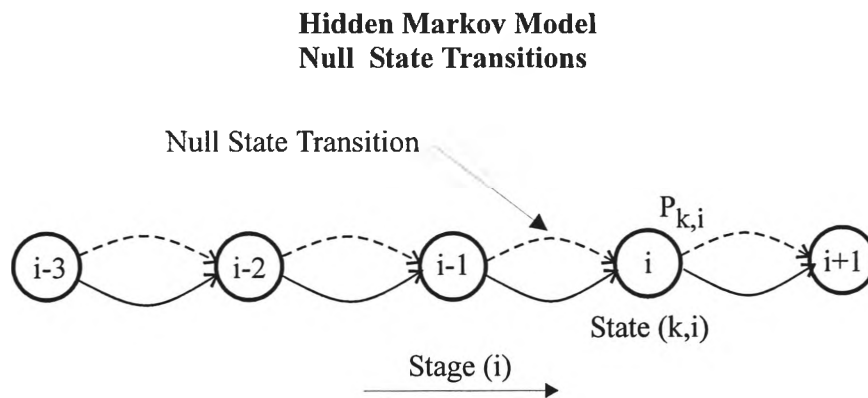 Hidden Markov Model
Null State Transitions
Null State Transition
P_{k,i}
i-3
i-2
i-1
i
i+1
State (k,i)
Stage (i)